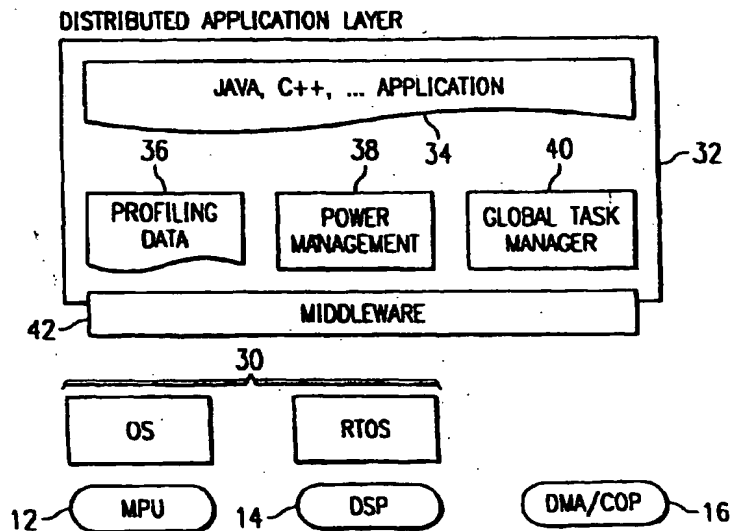 DISTRIBUTED APPLICATION LAYER
JAVA, C++, ... APPLICATION
36
38
34
40
32
PROFILING
DATA
POWER
MANAGEMENT
GLOBAL TASK
MANAGER
42
MIDDLEWARE
30
OS
RTOS
12
MPU
14
DSP
DMA/COP
16